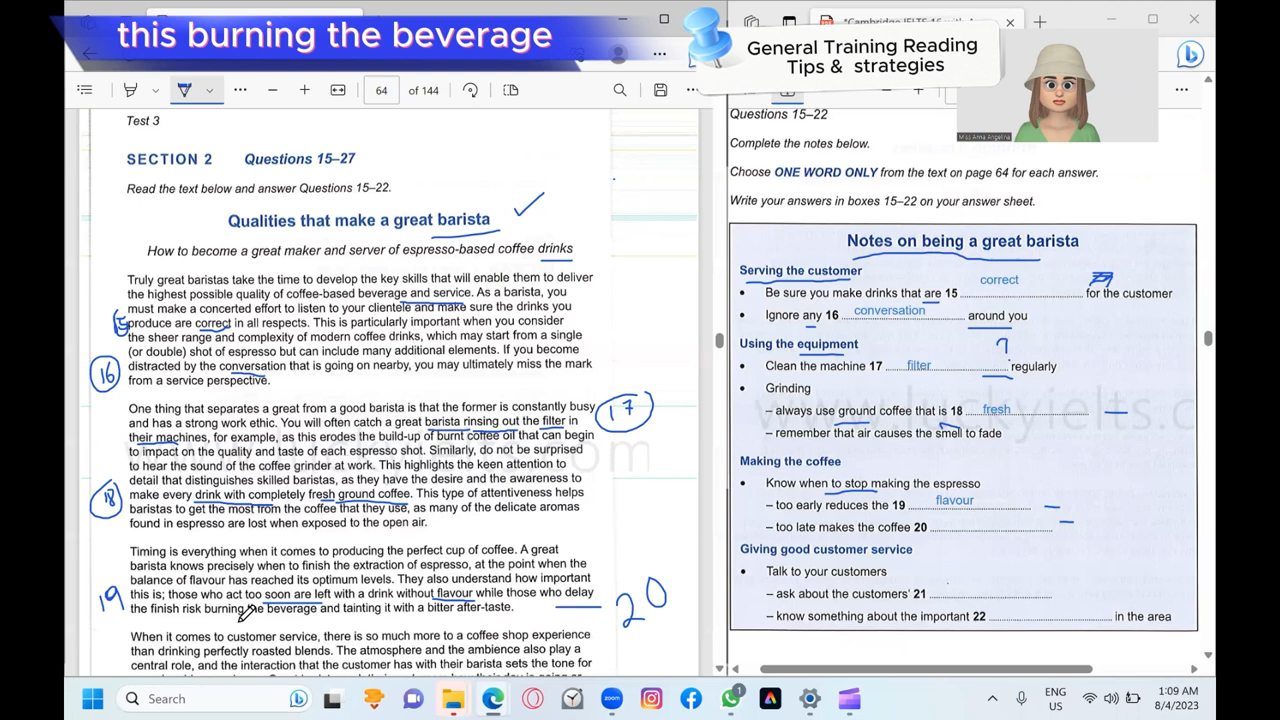 this burning the beverage
General Training Reading
Tips & strategies
*Cambridge IELTS 16 with
64 of 144
Miss Anna Angelina
Test 3
SECTION 2 Questions 15–27
Read the text below and answer Questions 15–22.
Qualities that make a great barista
How to become a great maker and server of espresso-based coffee drinks
Truly great baristas take the time to develop the key skills that will enable them to deliver
the highest possible quality of coffee-based beverage and service. As a barista, you
must make a concerted effort to listen to your clientele and make sure the drinks you
15
produce are correct in all respects. This is particularly important when you consider
the sheer range and complexity of modern coffee drinks, which may start from a single
(or double) shot of espresso but can include many additional elements. If you become
16
distracted by the conversation that is going on nearby, you may ultimately miss the mark
from a service perspective.
One thing that separates a great from a good barista is that the former is constantly busy
17
and has a strong work ethic. You will often catch a great barista rinsing out the filter in
their machines, for example, as this erodes the build-up of burnt coffee oil that can begin
to impact on the quality and taste of each espresso shot. Similarly, do not be surprised
to hear the sound of the coffee grinder at work. This highlights the keen attention to
detail that distinguishes skilled baristas, as they have the desire and the awareness to
18
make every drink with completely fresh ground coffee. This type of attentiveness helps
baristas to get the most from the coffee that they use, as many of the delicate aromas
found in espresso are lost when exposed to the open air.
Timing is everything when it comes to producing the perfect cup of coffee. A great
barista knows precisely when to finish the extraction of espresso, at the point when the
balance of flavour has reached its optimum levels. They also understand how important
19
this is; those who act too soon are left with a drink without flavour while those who delay
20
the finish risk burning the beverage and tainting it with a bitter after-taste.
When it comes to customer service, there is so much more to a coffee shop experience
than drinking perfectly roasted blends. The atmosphere and the ambience also play a
central role, and the interaction that the customer has with their barista sets the tone for
Questions 15–22
Complete the notes below.
Choose ONE WORD ONLY from the text on page 64 for each answer.
Write your answers in boxes 15–22 on your answer sheet.
Notes on being a great barista
Serving the customer
• Be sure you make drinks that are 15 correct for the customer
• Ignore any 16 conversation around you
Using the equipment
?
• Clean the machine 17 filter regularly
• Grinding
– always use ground coffee that is 18 fresh
– remember that air causes the smell to fade
Making the coffee
• Know when to stop making the espresso
– too early reduces the 19 flavour
– too late makes the coffee 20
Giving good customer service
• Talk to your customers
– ask about the customers' 21
– know something about the important 22 in the area
www.luckyielts.com
Search
zoom
1
ENG
US
1:09 AM
8/4/2023